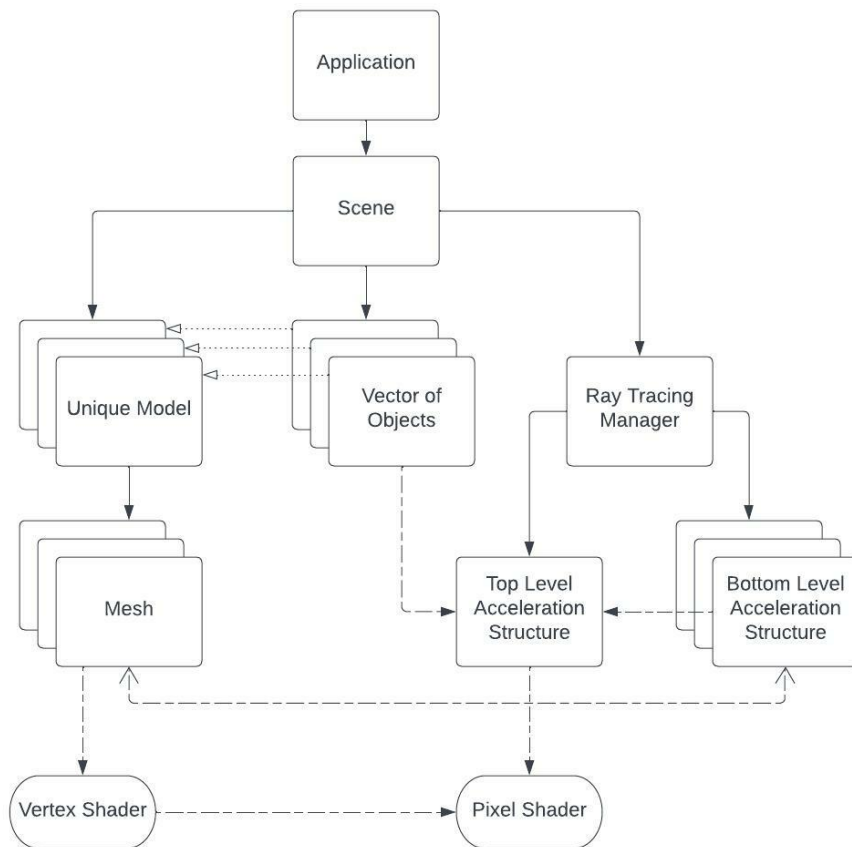 Application
Scene
Unique Model
Vector of
Objects
Ray Tracing
Manager
Mesh
Top Level
Acceleration
Structure
Bottom Level
Acceleration
Structure
Vertex Shader
Pixel Shader